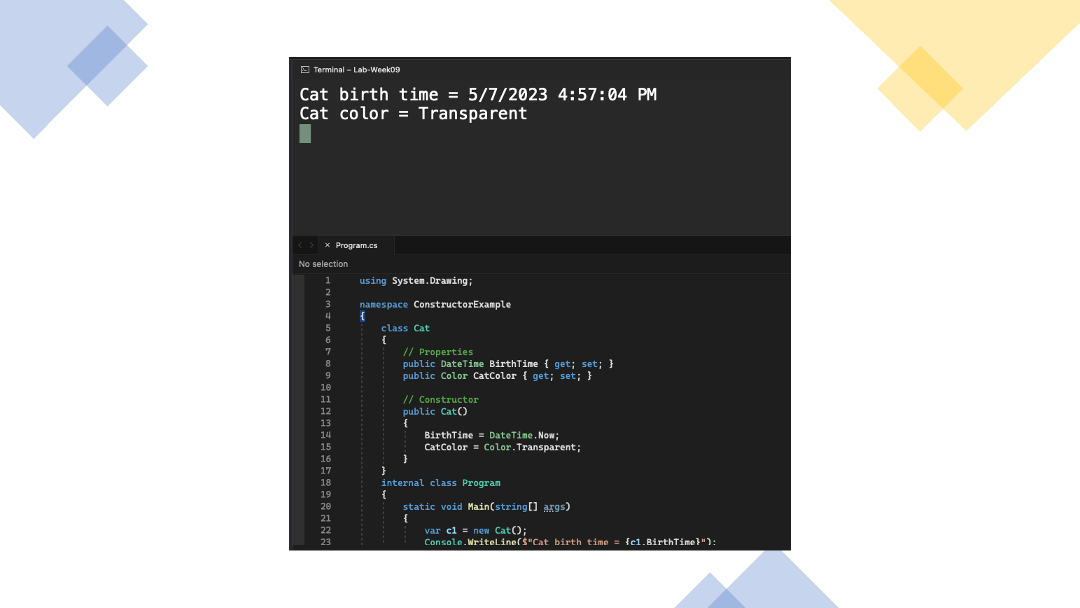 Terminal – Lab-Week09
Cat birth time = 5/7/2023 4:57:04 PM
Cat color = Transparent
Program.cs
No selection
1 using System.Drawing;
2
3 namespace ConstructorExample
4 {
5 class Cat
6 {
7 // Properties
8 public DateTime BirthTime { get; set; }
9 public Color CatColor { get; set; }
10
11 // Constructor
12 public Cat()
13 {
14 BirthTime = DateTime.Now;
15 CatColor = Color.Transparent;
16 }
17 }
18 internal class Program
19 {
20 static void Main(string[] args)
21 {
22 var c1 = new Cat();
23 Console.WriteLine($"Cat birth time = {c1.BirthTime}");